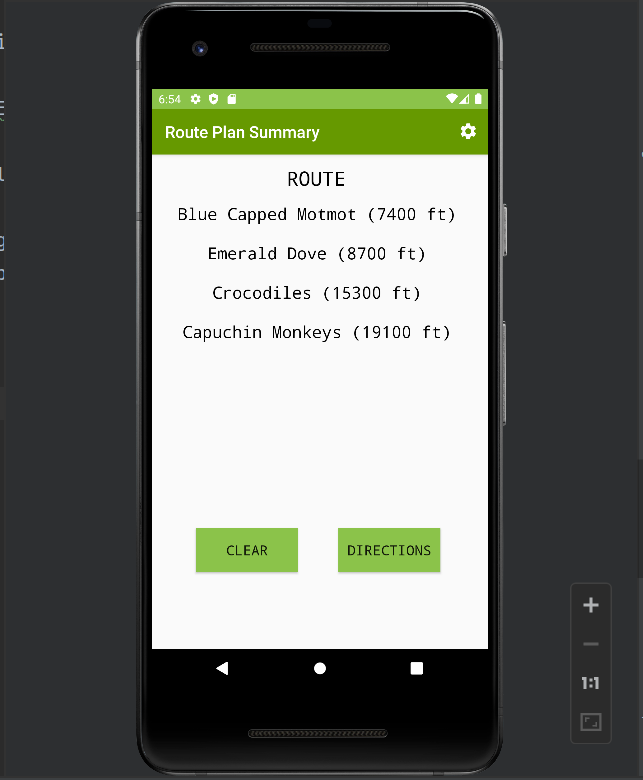 6:54
Route Plan Summary
ROUTE
Blue Capped Motmot (7400 ft)
Emerald Dove (8700 ft)
Crocodiles (15300 ft)
Capuchin Monkeys (19100 ft)
CLEAR DIRECTIONS
1:1